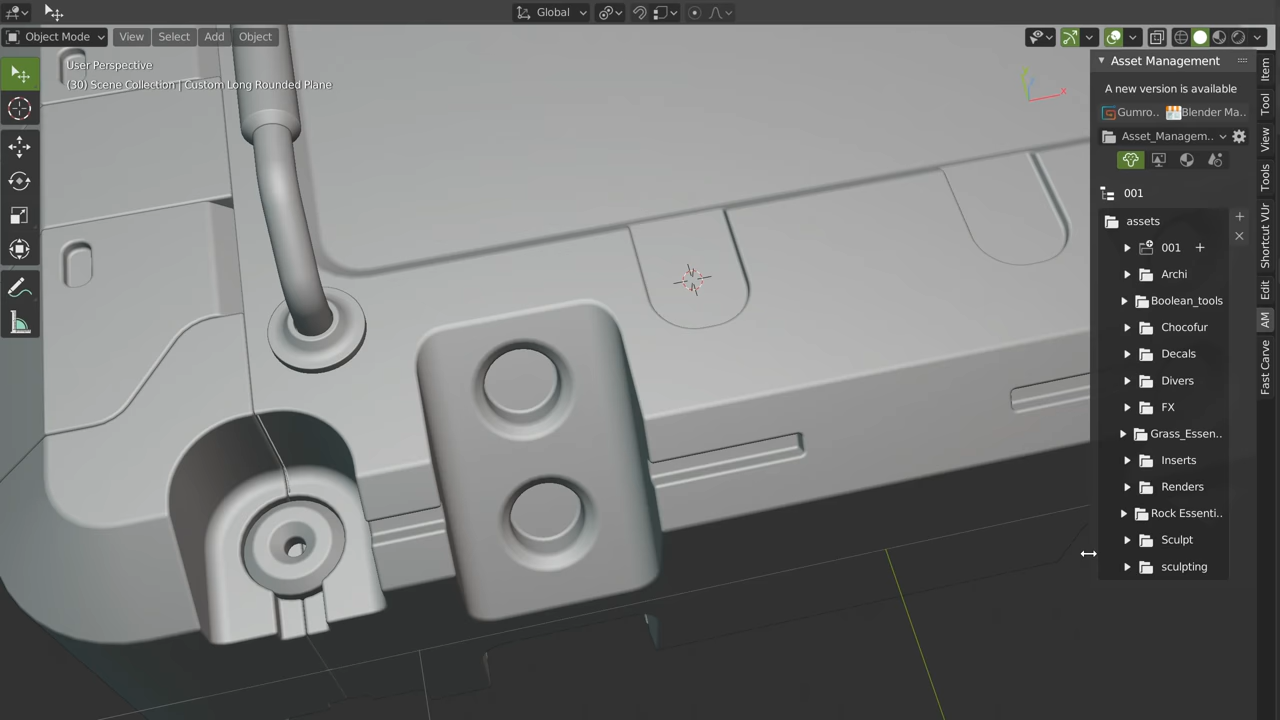 Global
Object Mode
View
Select
Add
Object
User Perspective
(30) Scene Collection | Custom Long Rounded Plane
X
Asset Management
A new version is available
Gumro..
Blender Ma..
Asset_Managem..
001
assets
001
Archi
Boolean_tools
Chocofur
Decals
Divers
FX
Grass_Essen..
Inserts
Renders
Rock Essenti..
Sculpt
sculpting
Item
Tool
View
Tools
Shortcut VUr
Edit
AM
Fast Carve